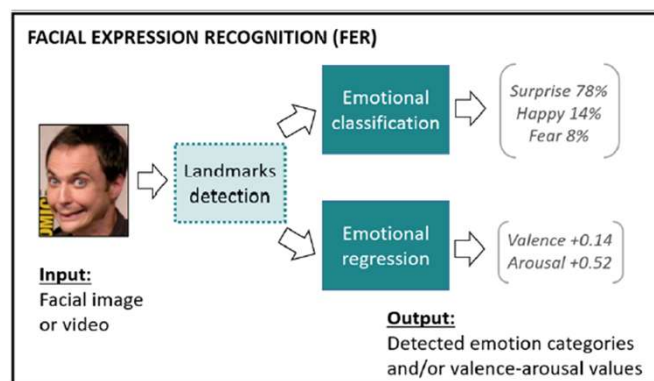 FACIAL EXPRESSION RECOGNITION (FER)
OMIC
Input:
Facial image
or video
Landmarks
detection
Emotional
classification
Surprise 78%
Happy 14%
Fear 8%
Emotional
regression
Valence +0.14
Arousal +0.52
Output:
Detected emotion categories
and/or valence-arousal values